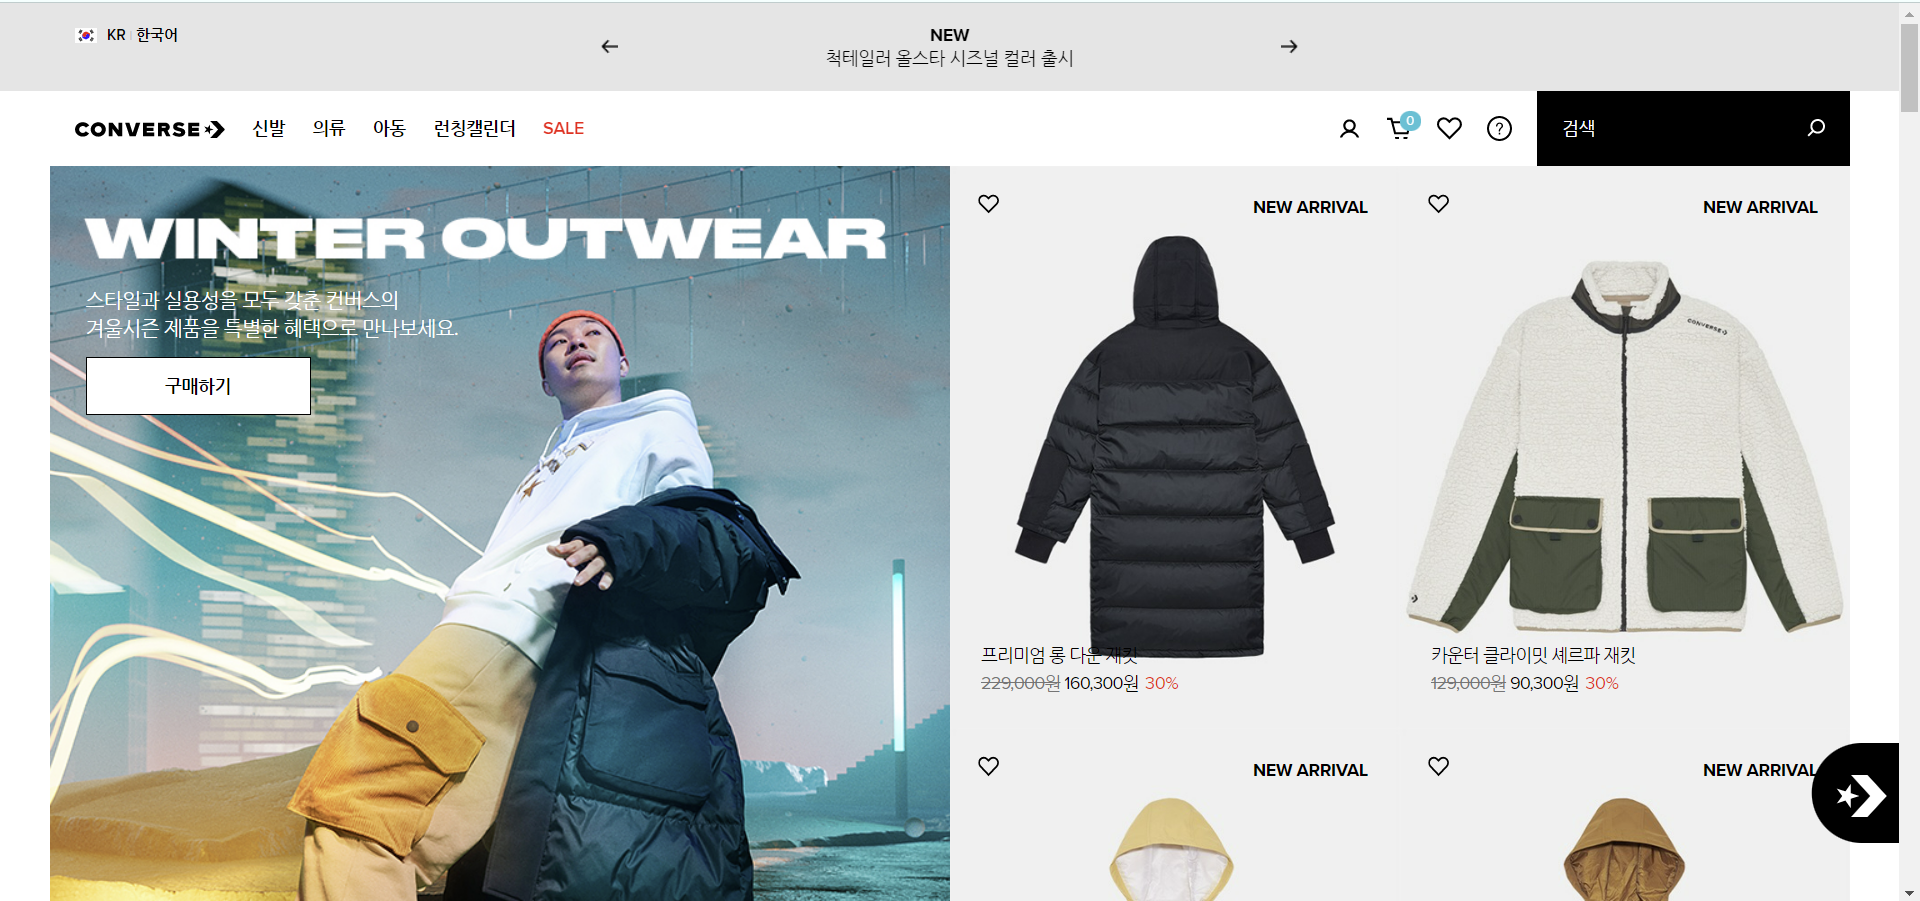 KR | 한국어
NEW
척테일러 올스타 시즈널 컬러 출시
CONVERSE
신발
의류
아동
런칭캘린더
SALE
0
?
검색
WINTER OUTWEAR
스타일과 실용성을 모두 갖춘 컨버스의
겨울시즌 제품을 특별한 혜택으로 만나보세요.
구매하기
NEW ARRIVAL
프리미엄 롱 다운 재킷
229,000원 160,300원 30%
NEW ARRIVAL
CONVERSE
카운터 클라이밋 셰르파 재킷
129,000원 90,300원 30%
NEW ARRIVAL
NEW ARRIVAL